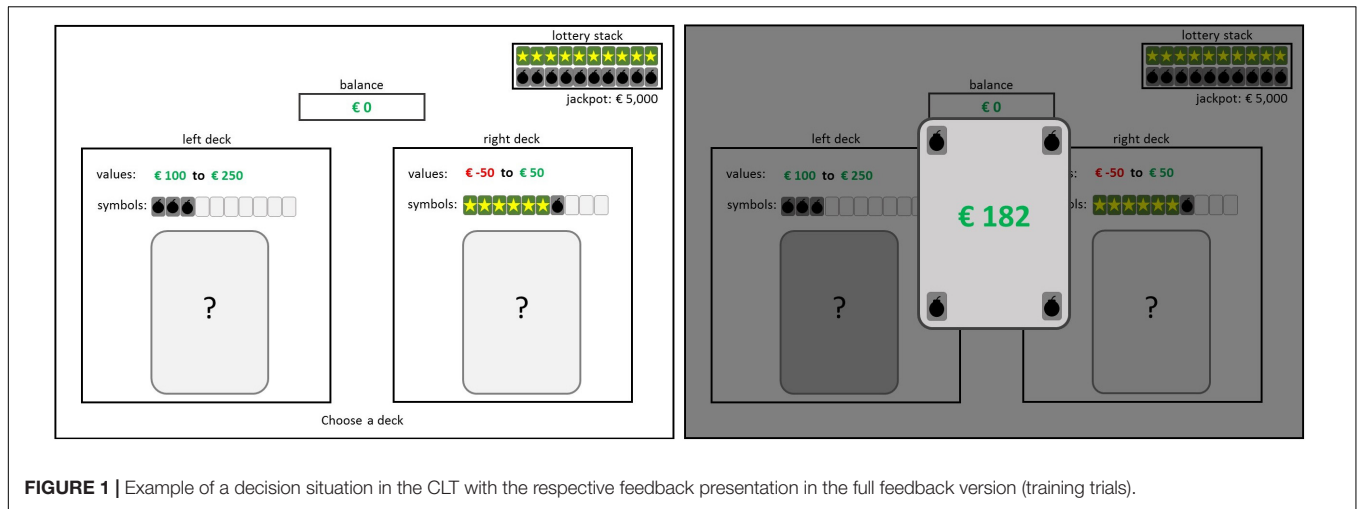 lottery stack
jackpot: € 5,000
balance
€ 0
left deck
values: € 100 to € 250
symbols:
?
right deck
values: € -50 to € 50
symbols:
?
Choose a deck
lottery stack
jackpot: € 5,000
balance
€ 0
left deck
values: € 100 to € 250
symbols:
?
€ 182
right deck
s: € -50 to € 50
ols:
?
FIGURE 1 | Example of a decision situation in the CLT with the respective feedback presentation in the full feedback version (training trials).